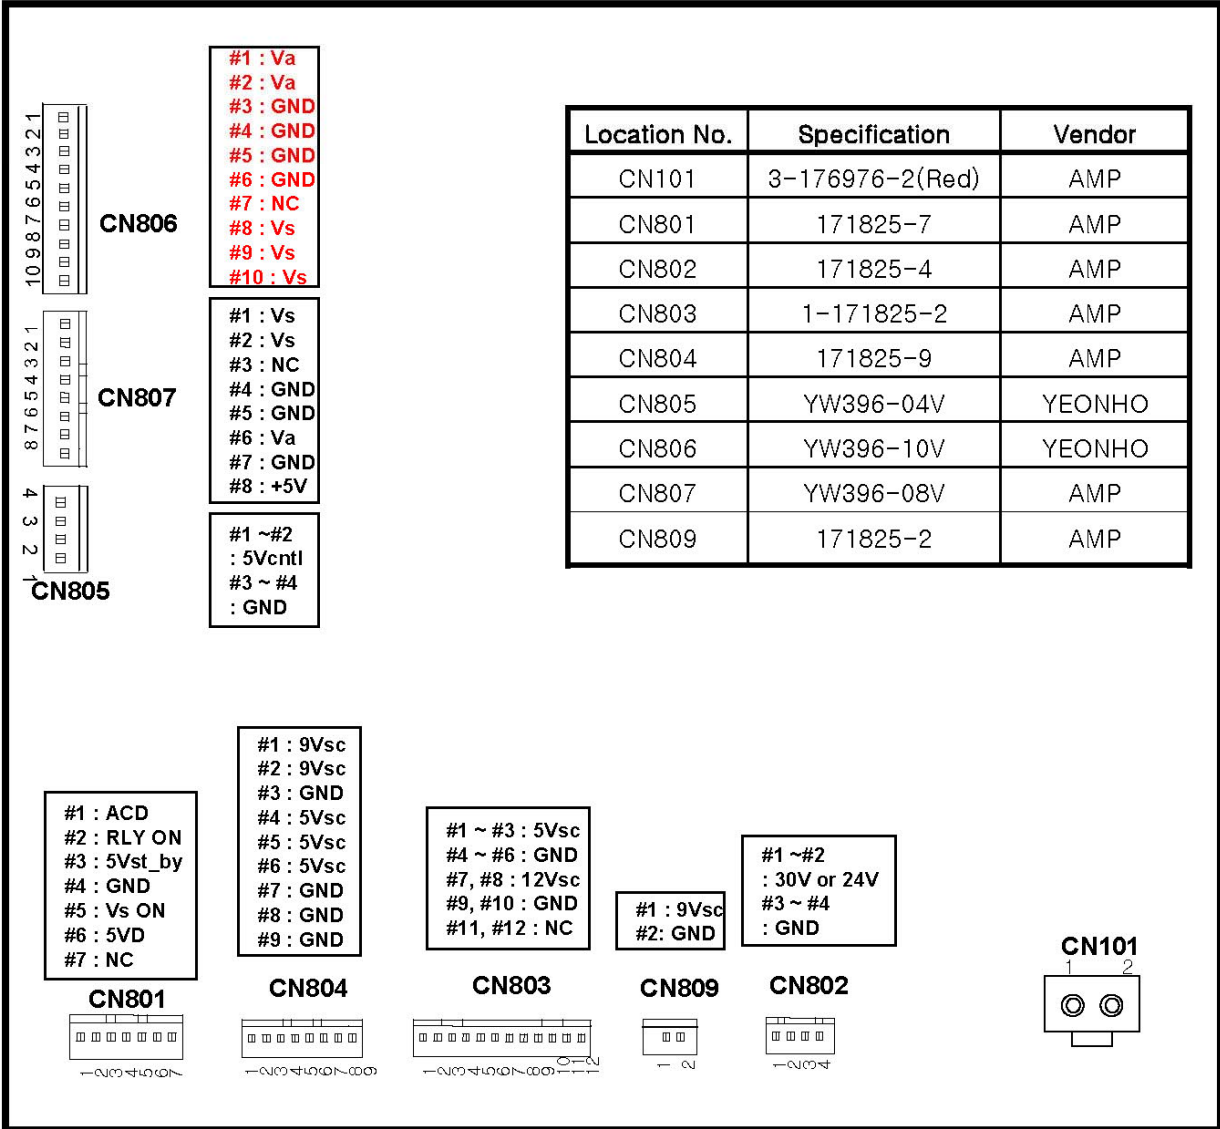 #1 : Va
#2 : Va
#3 : GND
#4 : GND
#5 : GND
#6 : GND
#7 : NC
#8 : Vs
#9 : Vs
#10 : Vs
10 9 8 7 6 5 4 3 2 1
CN806
#1 : Vs
#2 : Vs
#3 : NC
#4 : GND
#5 : GND
#6 : Va
#7 : GND
#8 : +5V
8 7 6 5 4 3 2 1
CN807
#1 ~#2
: 5Vcntl
#3 ~ #4
: GND
4 3 2 1
CN805
Location No. Specification Vendor
CN101 3-176976-2(Red) AMP
CN801 171825-7 AMP
CN802 171825-4 AMP
CN803 1-171825-2 AMP
CN804 171825-9 AMP
CN805 YW396-04V YEONHO
CN806 YW396-10V YEONHO
CN807 YW396-08V AMP
CN809 171825-2 AMP
#1 : ACD
#2 : RLY ON
#3 : 5Vst_by
#4 : GND
#5 : Vs ON
#6 : 5VD
#7 : NC
CN801
1 2 3 4 5 6 7
#1 : 9Vsc
#2 : 9Vsc
#3 : GND
#4 : 5Vsc
#5 : 5Vsc
#6 : 5Vsc
#7 : GND
#8 : GND
#9 : GND
CN804
1 2 3 4 5 6 7 8 9
#1 ~ #3 : 5Vsc
#4 ~ #6 : GND
#7, #8 : 12Vsc
#9, #10 : GND
#11, #12 : NC
CN803
1 2 3 4 5 6 7 8 9 10 11 12
#1 : 9Vsc
#2: GND
CN809
1 2
#1 ~#2
: 30V or 24V
#3 ~ #4
: GND
CN802
1 2 3 4
CN101
1 2